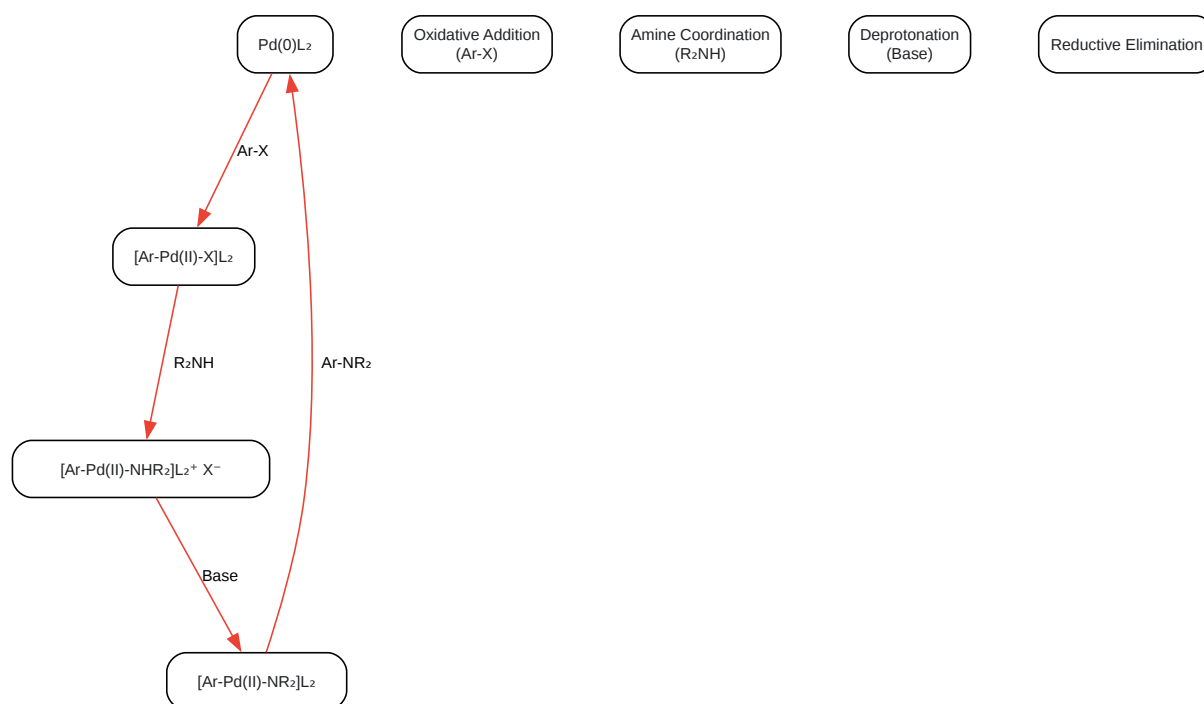 Pd(0)L₂
Oxidative Addition
(Ar-X)
Amine Coordination
(R₂NH)
Deprotonation
(Base)
Reductive Elimination
Ar-X
[Ar-Pd(II)-X]L₂
R₂NH
Ar-NR₂
[Ar-Pd(II)-NHR₂]L₂⁺ X⁻
Base
[Ar-Pd(II)-NR₂]L₂